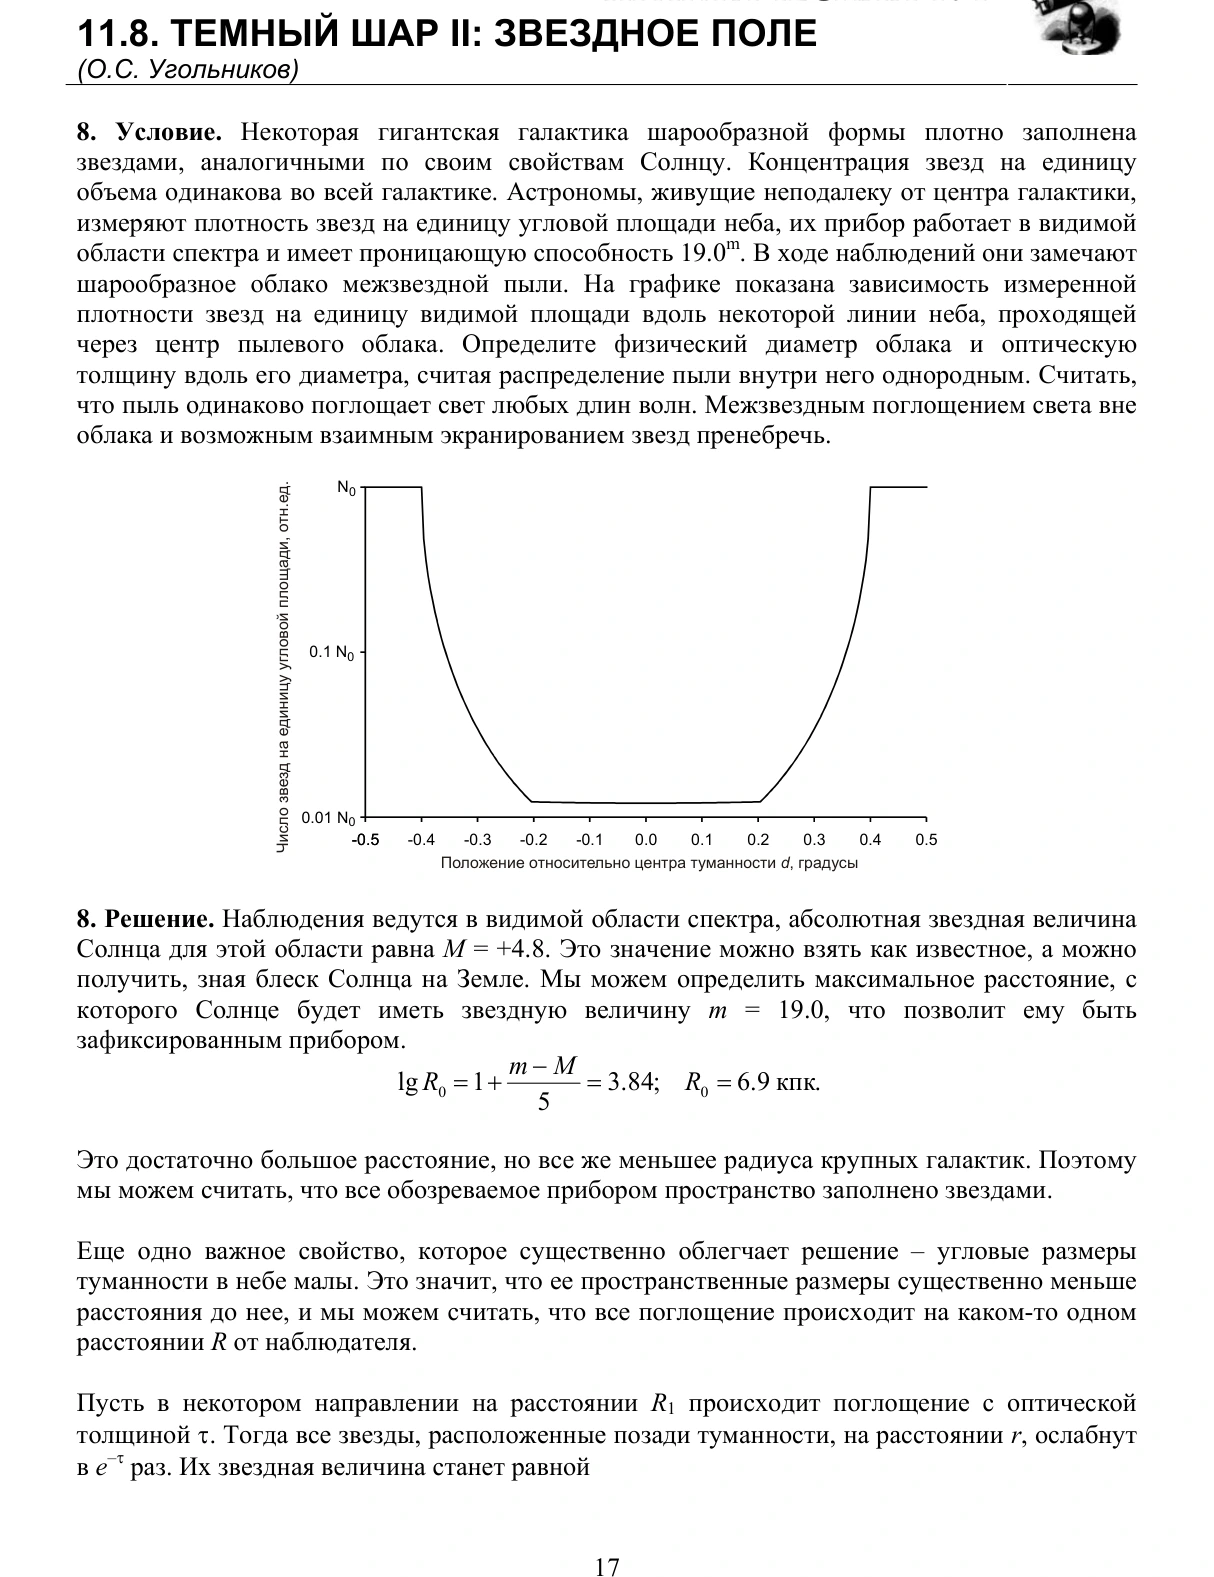 11.8. ТЕМНЫЙ ШАР II: ЗВЕЗДНОЕ ПОЛЕ
(О.С. Угольников)
8. Условие. Некоторая гигантская галактика шарообразной формы плотно заполнена
звездами, аналогичными по своим свойствам Солнцу. Концентрация звезд на единицу
объема одинакова во всей галактике. Астрономы, живущие неподалеку от центра галактики,
измеряют плотность звезд на единицу угловой площади неба, их прибор работает в видимой
области спектра и имеет проницающую способность 19.0ᵐ. В ходе наблюдений они замечают
шарообразное облако межзвездной пыли. На графике показана зависимость измеренной
плотности звезд на единицу видимой площади вдоль некоторой линии неба, проходящей
через центр пылевого облака. Определите физический диаметр облака и оптическую
толщину вдоль его диаметра, считая распределение пыли внутри него однородным. Считать,
что пыль одинаково поглощает свет любых длин волн. Межзвездным поглощением света вне
облака и возможным взаимным экранированием звезд пренебречь.
Число звезд на единицу угловой площади, отн.ед.
N₀
0.1 N₀
0.01 N₀
-0.5 -0.4 -0.3 -0.2 -0.1 0.0 0.1 0.2 0.3 0.4 0.5
Положение относительно центра туманности d, градусы
8. Решение. Наблюдения ведутся в видимой области спектра, абсолютная звездная величина
Солнца для этой области равна M = +4.8. Это значение можно взять как известное, а можно
получить, зная блеск Солнца на Земле. Мы можем определить максимальное расстояние, с
которого Солнце будет иметь звездную величину m = 19.0, что позволит ему быть
зафиксированным прибором.
lg R₀ = 1 + (m − M)/5 = 3.84; R₀ = 6.9 кпк.
Это достаточно большое расстояние, но все же меньшее радиуса крупных галактик. Поэтому
мы можем считать, что все обозреваемое прибором пространство заполнено звездами.
Еще одно важное свойство, которое существенно облегчает решение – угловые размеры
туманности в небе малы. Это значит, что ее пространственные размеры существенно меньше
расстояния до нее, и мы можем считать, что все поглощение происходит на каком-то одном
расстоянии R от наблюдателя.
Пусть в некотором направлении на расстоянии R₁ происходит поглощение с оптической
толщиной τ. Тогда все звезды, расположенные позади туманности, на расстоянии r, ослабнут
в e⁻ᵗ раз. Их звездная величина станет равной
17